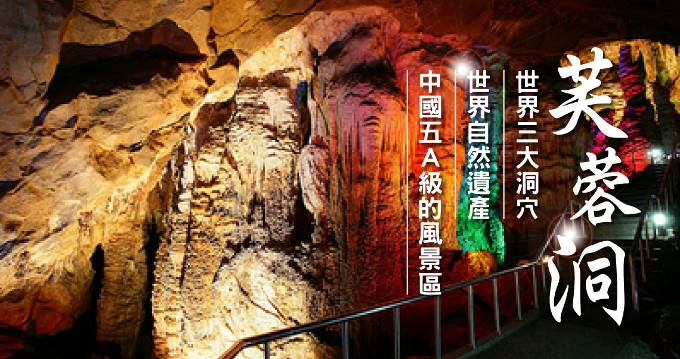 芙蓉洞
世界三大洞穴
世界自然遺產
中國五A級的風景區